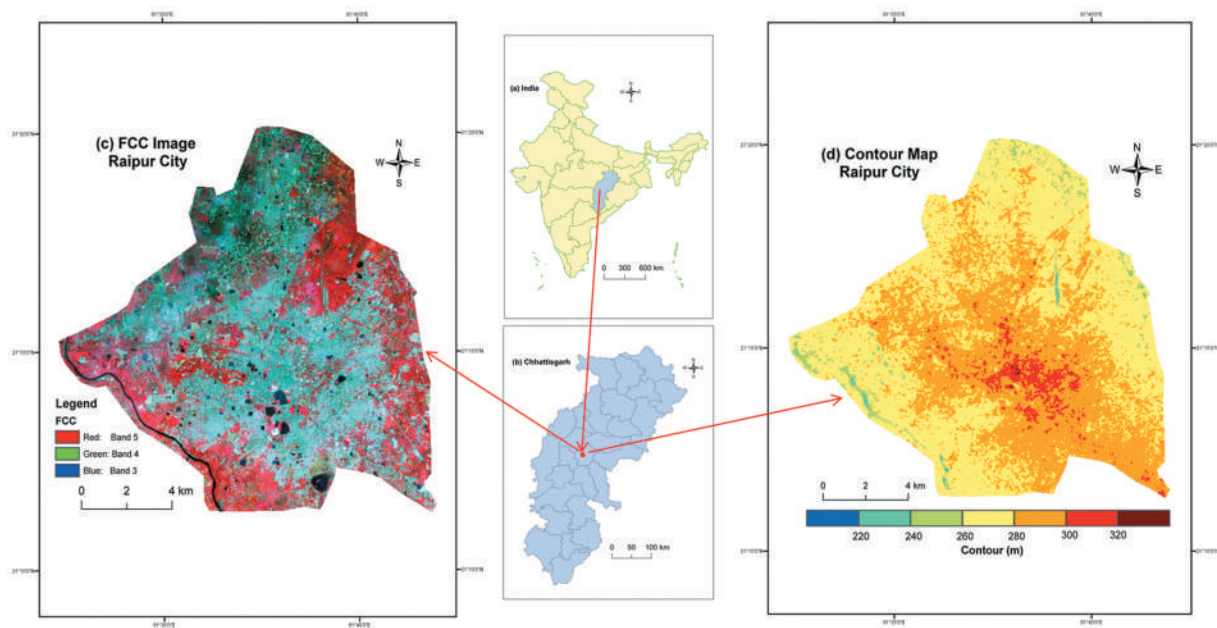 (c) FCC Image
Raipur City
N
W E
S
Legend
FCC
Red: Band 5
Green: Band 4
Blue: Band 3
0 2 4 km
(a) India
0 300 600 km
(b) Chhattisgarh
0 50 100 km
(d) Contour Map
Raipur City
N
W E
S
0 2 4 km
220 240 260 280 300 320
Contour (m)